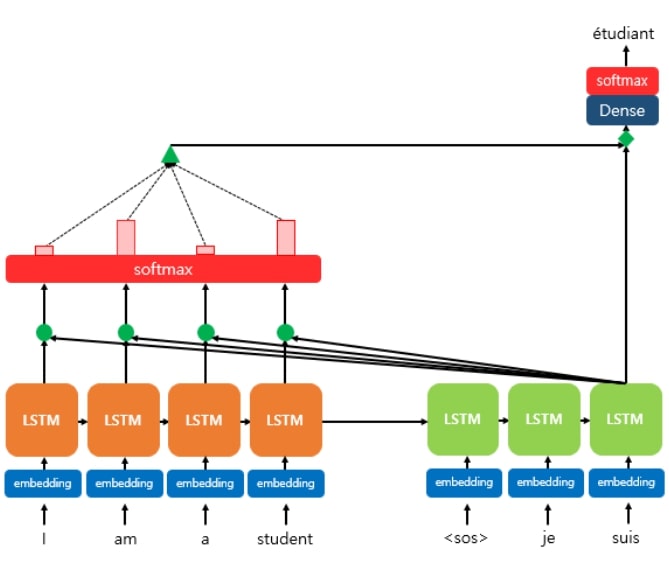 étudiant
softmax
Dense
softmax
LSTM LSTM LSTM LSTM LSTM LSTM LSTM
embedding embedding embedding embedding embedding embedding embedding
I am a student <sos> je suis